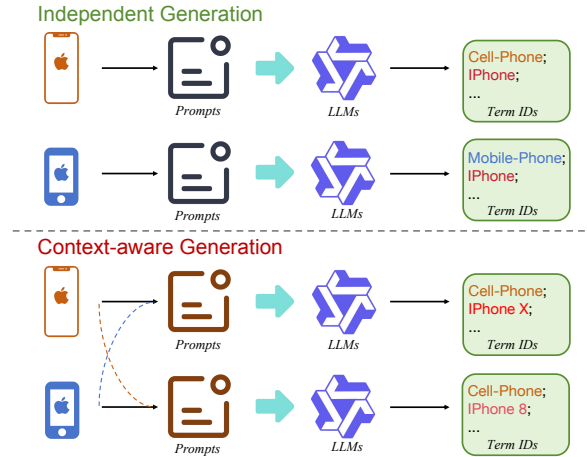 Independent Generation
Prompts
LLMs
Cell-Phone;
IPhone;
...
Term IDs
Prompts
LLMs
Mobile-Phone;
IPhone;
...
Term IDs
Context-aware Generation
Prompts
LLMs
Cell-Phone;
IPhone X;
...
Term IDs
Prompts
LLMs
Cell-Phone;
IPhone 8;
...
Term IDs